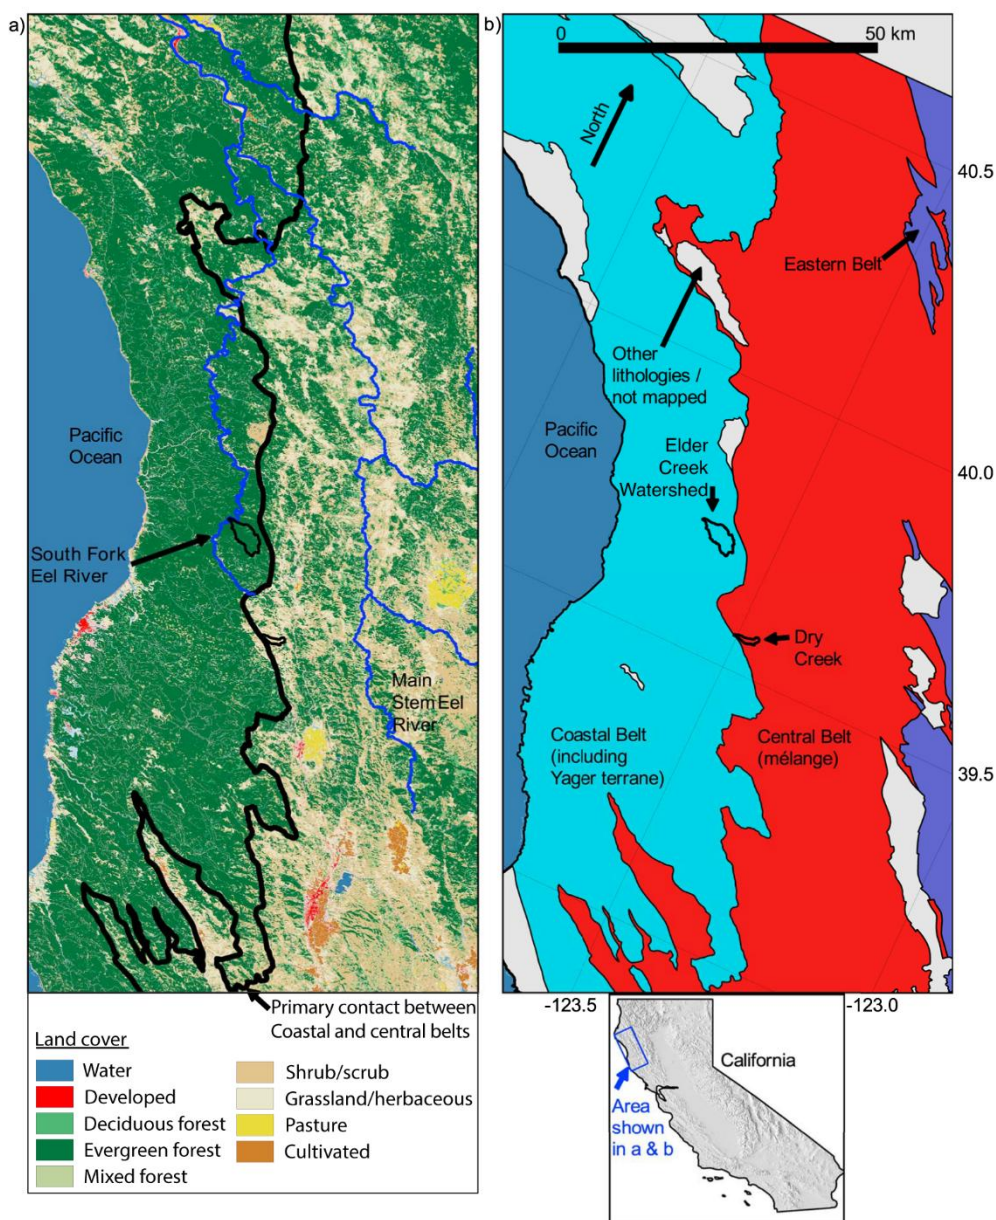 a)
Pacific
Ocean
South Fork
Eel River
Main
StemEel
River
Primary contact between
Coastal and central belts
Land cover
Water
Developed
Deciduous forest
Evergreen forest
Mixed forest
Shrub/scrub
Grassland/herbaceous
Pasture
Cultivated
b)
0
50 km
North
40.5
Eastern Belt
Other
lithologies /
not mapped
Pacific
Ocean
Elder
Creek
Watershed
40.0
Dry
Creek
Coastal Belt
(including
Yager terrane)
Central Belt
(mélange)
39.5
-123.5
-123.0
California
Area
shown
in a & b